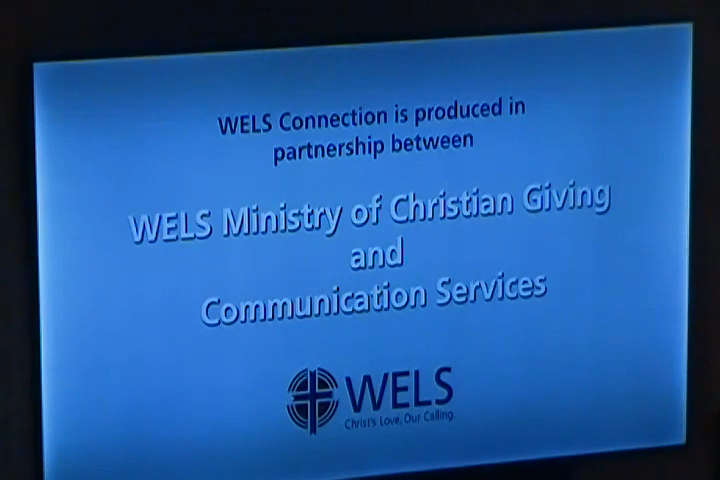 WELS Connection is produced in
partnership between
WELS Ministry of Christian Giving
and
Communication Services
WELS
Christ's Love, Our Calling.